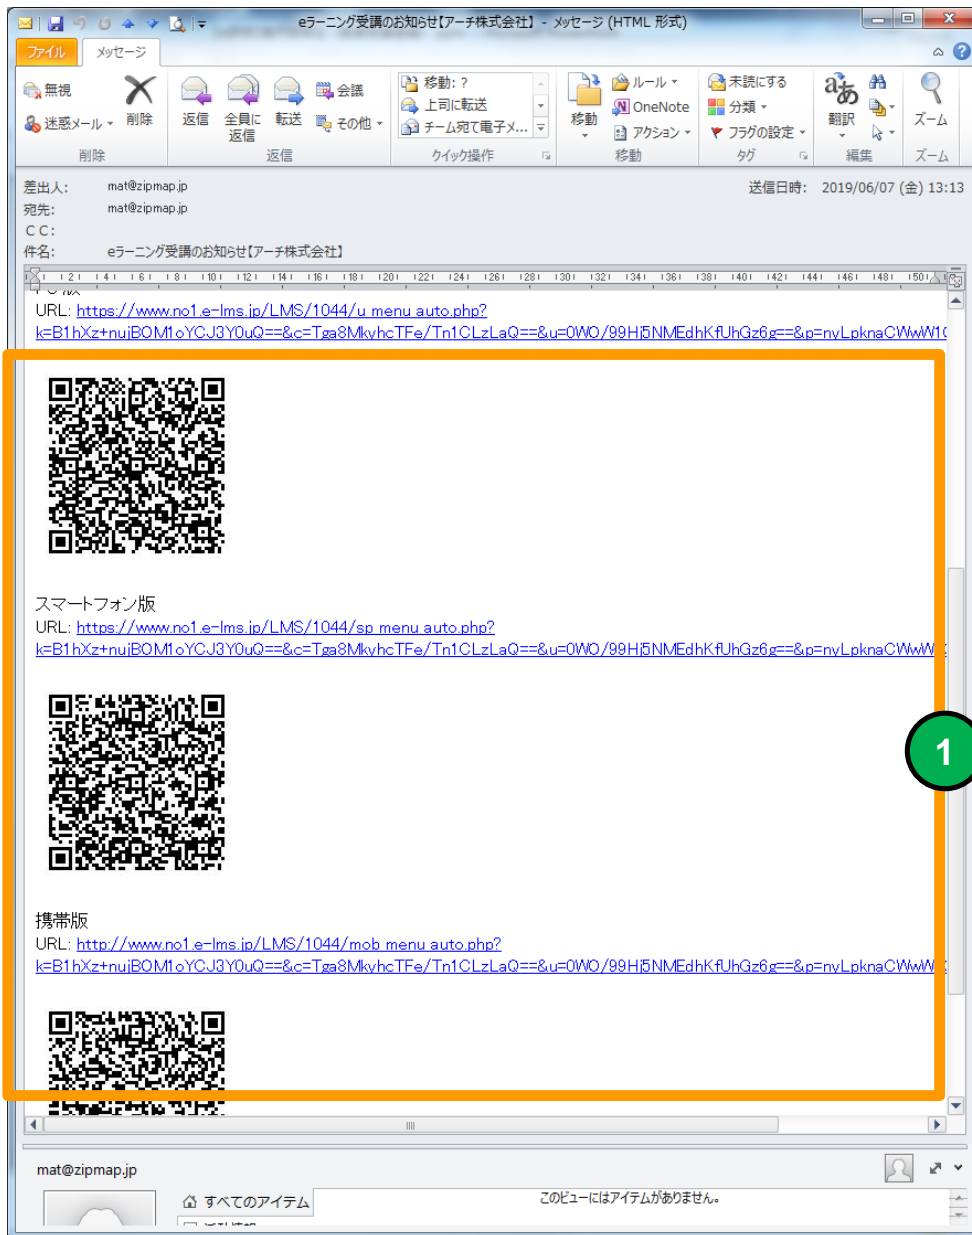 eラーニング受講のお知らせ【アーチ株式会社】 - メッセージ (HTML 形式)
ファイル メッセージ
無視
迷惑メール
削除
削除
返信
全員に
返信
転送
会議
その他
返信
移動: ?
上司に転送
チーム宛て電子メ...
クイック操作
移動
ルール
OneNote
アクション
移動
未読にする
分類
フラグの設定
タグ
翻訳
編集
ズーム
ズーム
差出人: mat@zipmap.jp
送信日時: 2019/06/07 (金) 13:13
宛先: mat@zipmap.jp
CC:
件名: eラーニング受講のお知らせ【アーチ株式会社】
URL: https://www.no1.e-lms.jp/LMS/1044/u_menu_auto.php?
k=B1hXz+nujBOM1oYCJ3Y0uQ==&c=Tga8MkyhcTFe/Tn1CLzLaQ==&u=0WO/99Hj5NMEdhKfUhGz6g==&p=nyLpknaCWwW1
スマートフォン版
URL: https://www.no1.e-lms.jp/LMS/1044/sp_menu_auto.php?
k=B1hXz+nujBOM1oYCJ3Y0uQ==&c=Tga8MkyhcTFe/Tn1CLzLaQ==&u=0WO/99Hj5NMEdhKfUhGz6g==&p=nyLpknaCWwW
1
携帯版
URL: http://www.no1.e-lms.jp/LMS/1044/mob_menu_auto.php?
k=B1hXz+nujBOM1oYCJ3Y0uQ==&c=Tga8MkyhcTFe/Tn1CLzLaQ==&u=0WO/99Hj5NMEdhKfUhGz6g==&p=nyLpknaCWwW
mat@zipmap.jp
すべてのアイテム
このビューにはアイテムがありません。